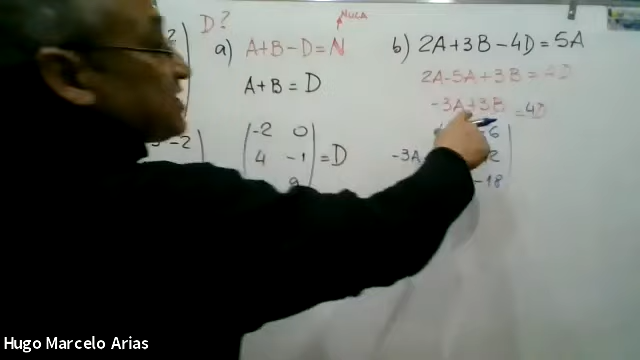 D?
NULA
a) A+B-D=N
A+B=D
-2 0
4 -1 =D
9
b) 2A+3B-4D=5A
2A-5A+3B=4D
-3A+3B =4D
-6
-3A
-18
-2
Hugo Marcelo Arias